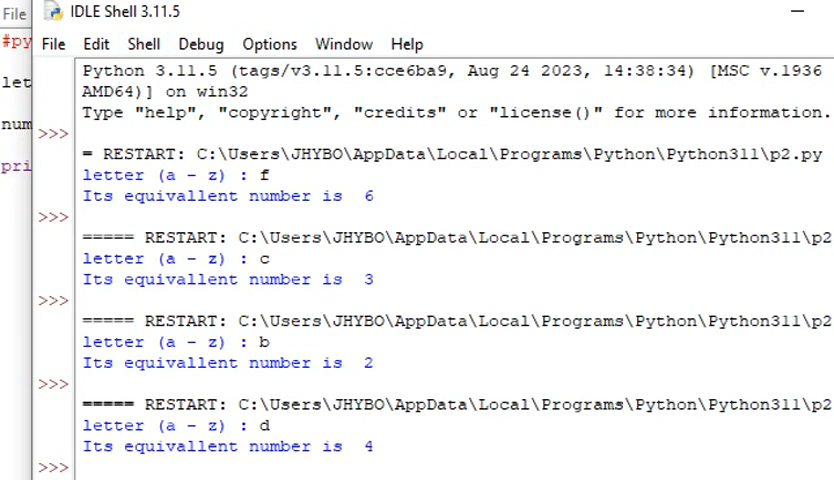 File
IDLE Shell 3.11.5
File Edit Shell Debug Options Window Help
#py
let
num
pri
Python 3.11.5 (tags/v3.11.5:cce6ba9, Aug 24 2023, 14:38:34) [MSC v.1936
AMD64)] on win32
Type "help", "copyright", "credits" or "license()" for more information.
>>>
= RESTART: C:\Users\JHYBO\AppData\Local\Programs\Python\Python311\p2.py
letter (a - z) : f
Its equivallent number is  6
>>>
===== RESTART: C:\Users\JHYBO\AppData\Local\Programs\Python\Python311\p2
letter (a - z) : c
Its equivallent number is  3
>>>
===== RESTART: C:\Users\JHYBO\AppData\Local\Programs\Python\Python311\p2
letter (a - z) : b
Its equivallent number is  2
>>>
===== RESTART: C:\Users\JHYBO\AppData\Local\Programs\Python\Python311\p2
letter (a - z) : d
Its equivallent number is  4
>>>